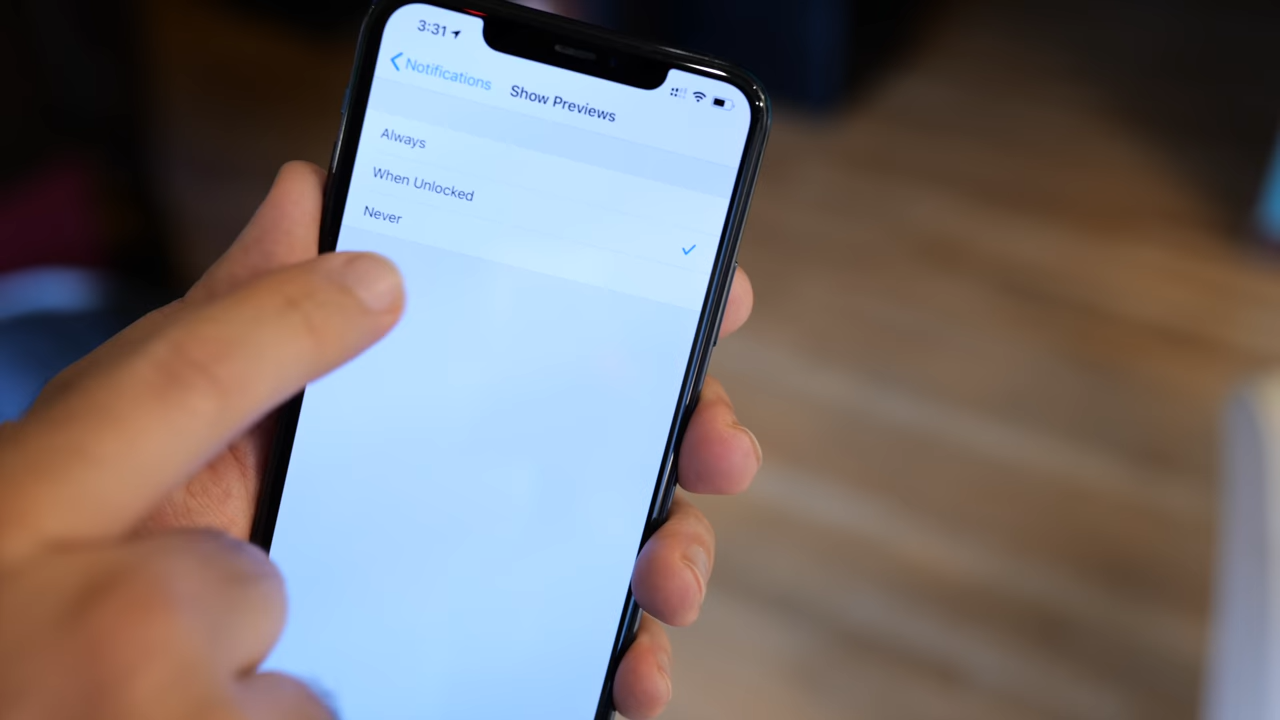 3:31
Notifications
Show Previews
Always
When Unlocked
Never